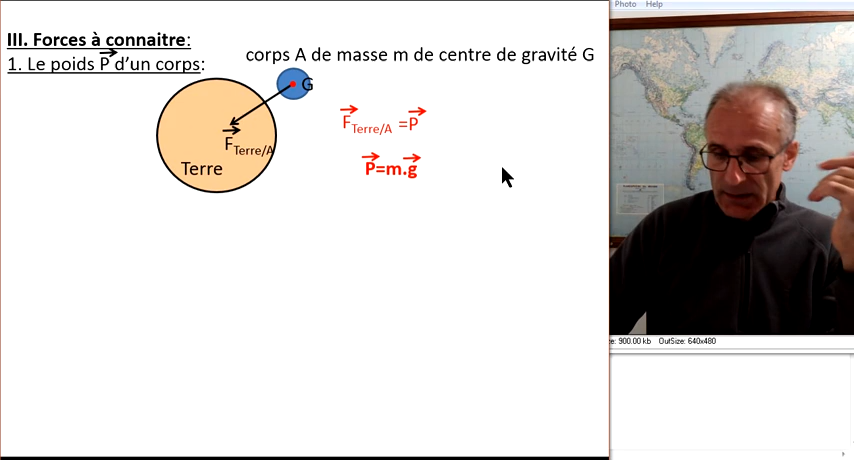 III. Forces à connaitre:
1. Le poids P d'un corps:
corps A de masse m de centre de gravité G
G
F Terre/A
Terre
F Terre/A =P
P=m.g
Photo Help
ze: 900.00 kb OutSize: 640x480